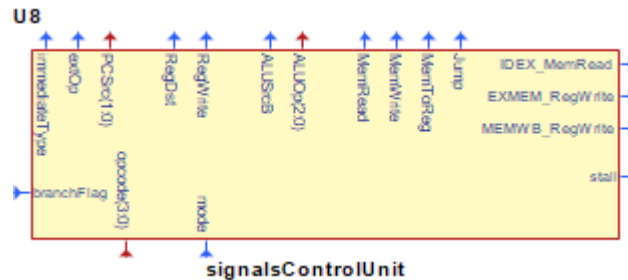 U8
immediateType
extOp
PCSrc(1:0)
RegDist
RegWrite
ALUSrcB
ALUOp(2:0)
MemRead
MemWrite
MemToReg
Jump
IDEX_MemRead
EXMEM_RegWrite
MEMWB_RegWrite
stall
branchFlag
opcode(3:0)
mode
signalsControlUnit